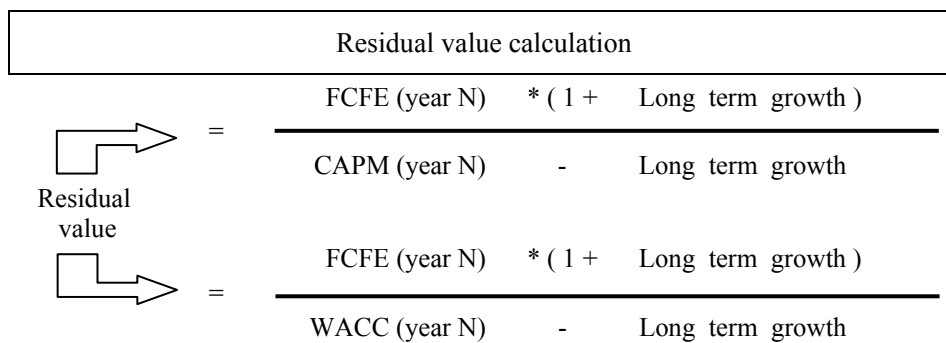 Residual value calculation
FCFE (year N) * ( 1 + Long term growth )
=
CAPM (year N) - Long term growth
Residual
value
FCFE (year N) * ( 1 + Long term growth )
=
WACC (year N) - Long term growth